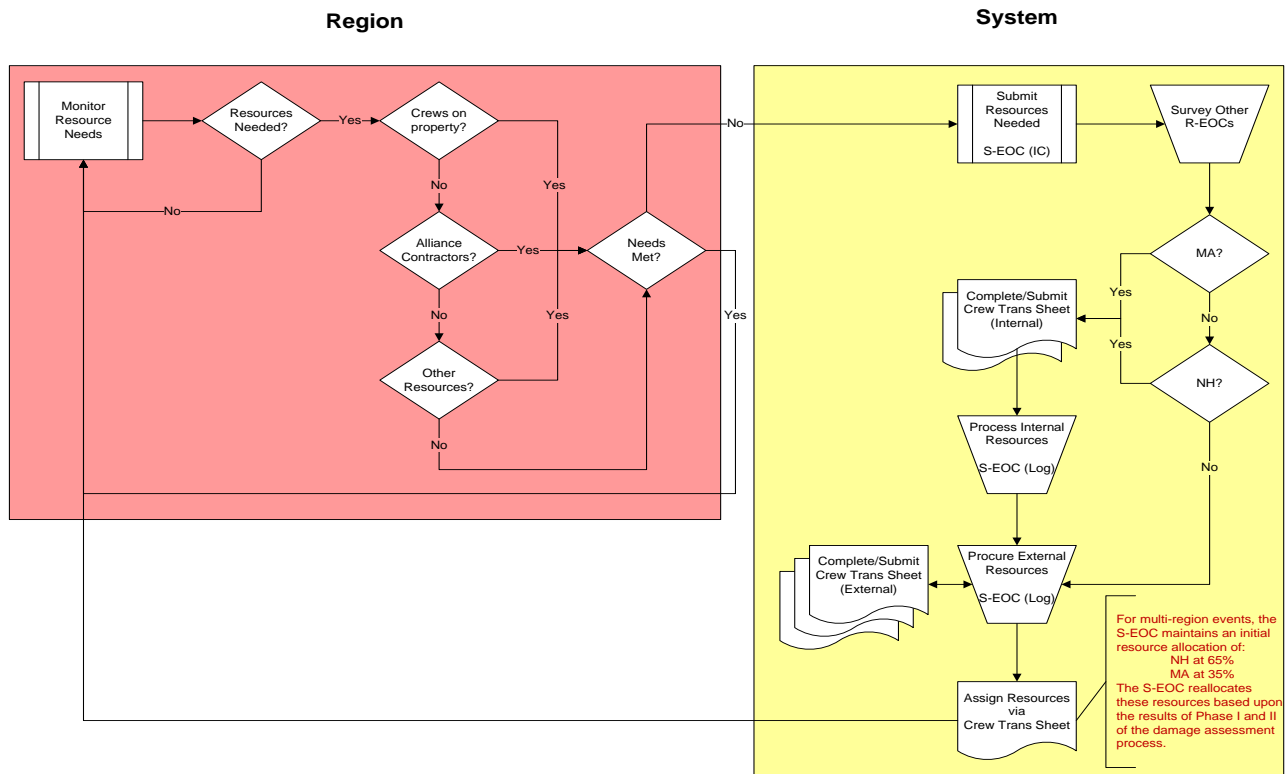 Region
System
Monitor
Resource
Needs
Resources
Needed?
Yes
Crews on
property?
No
Submit
Resources
Needed
S-EOC (IC)
Survey Other
R-EOCs
No
Yes
No
Alliance
Contractors?
Yes
Needs
Met?
MA?
Yes
Complete/Submit
Crew Trans Sheet
(Internal)
No
Yes
Yes
No
Yes
Other
Resources?
NH?
No
Process Internal
Resources
S-EOC (Log)
No
Complete/Submit
Crew Trans Sheet
(External)
Procure External
Resources
S-EOC (Log)
For multi-region events, the
S-EOC maintains an initial
resource allocation of:
NH at 65%
MA at 35%
The S-EOC reallocates
these resources based upon
the results of Phase I and II
of the damage assessment
process.
Assign Resources
via
Crew Trans Sheet